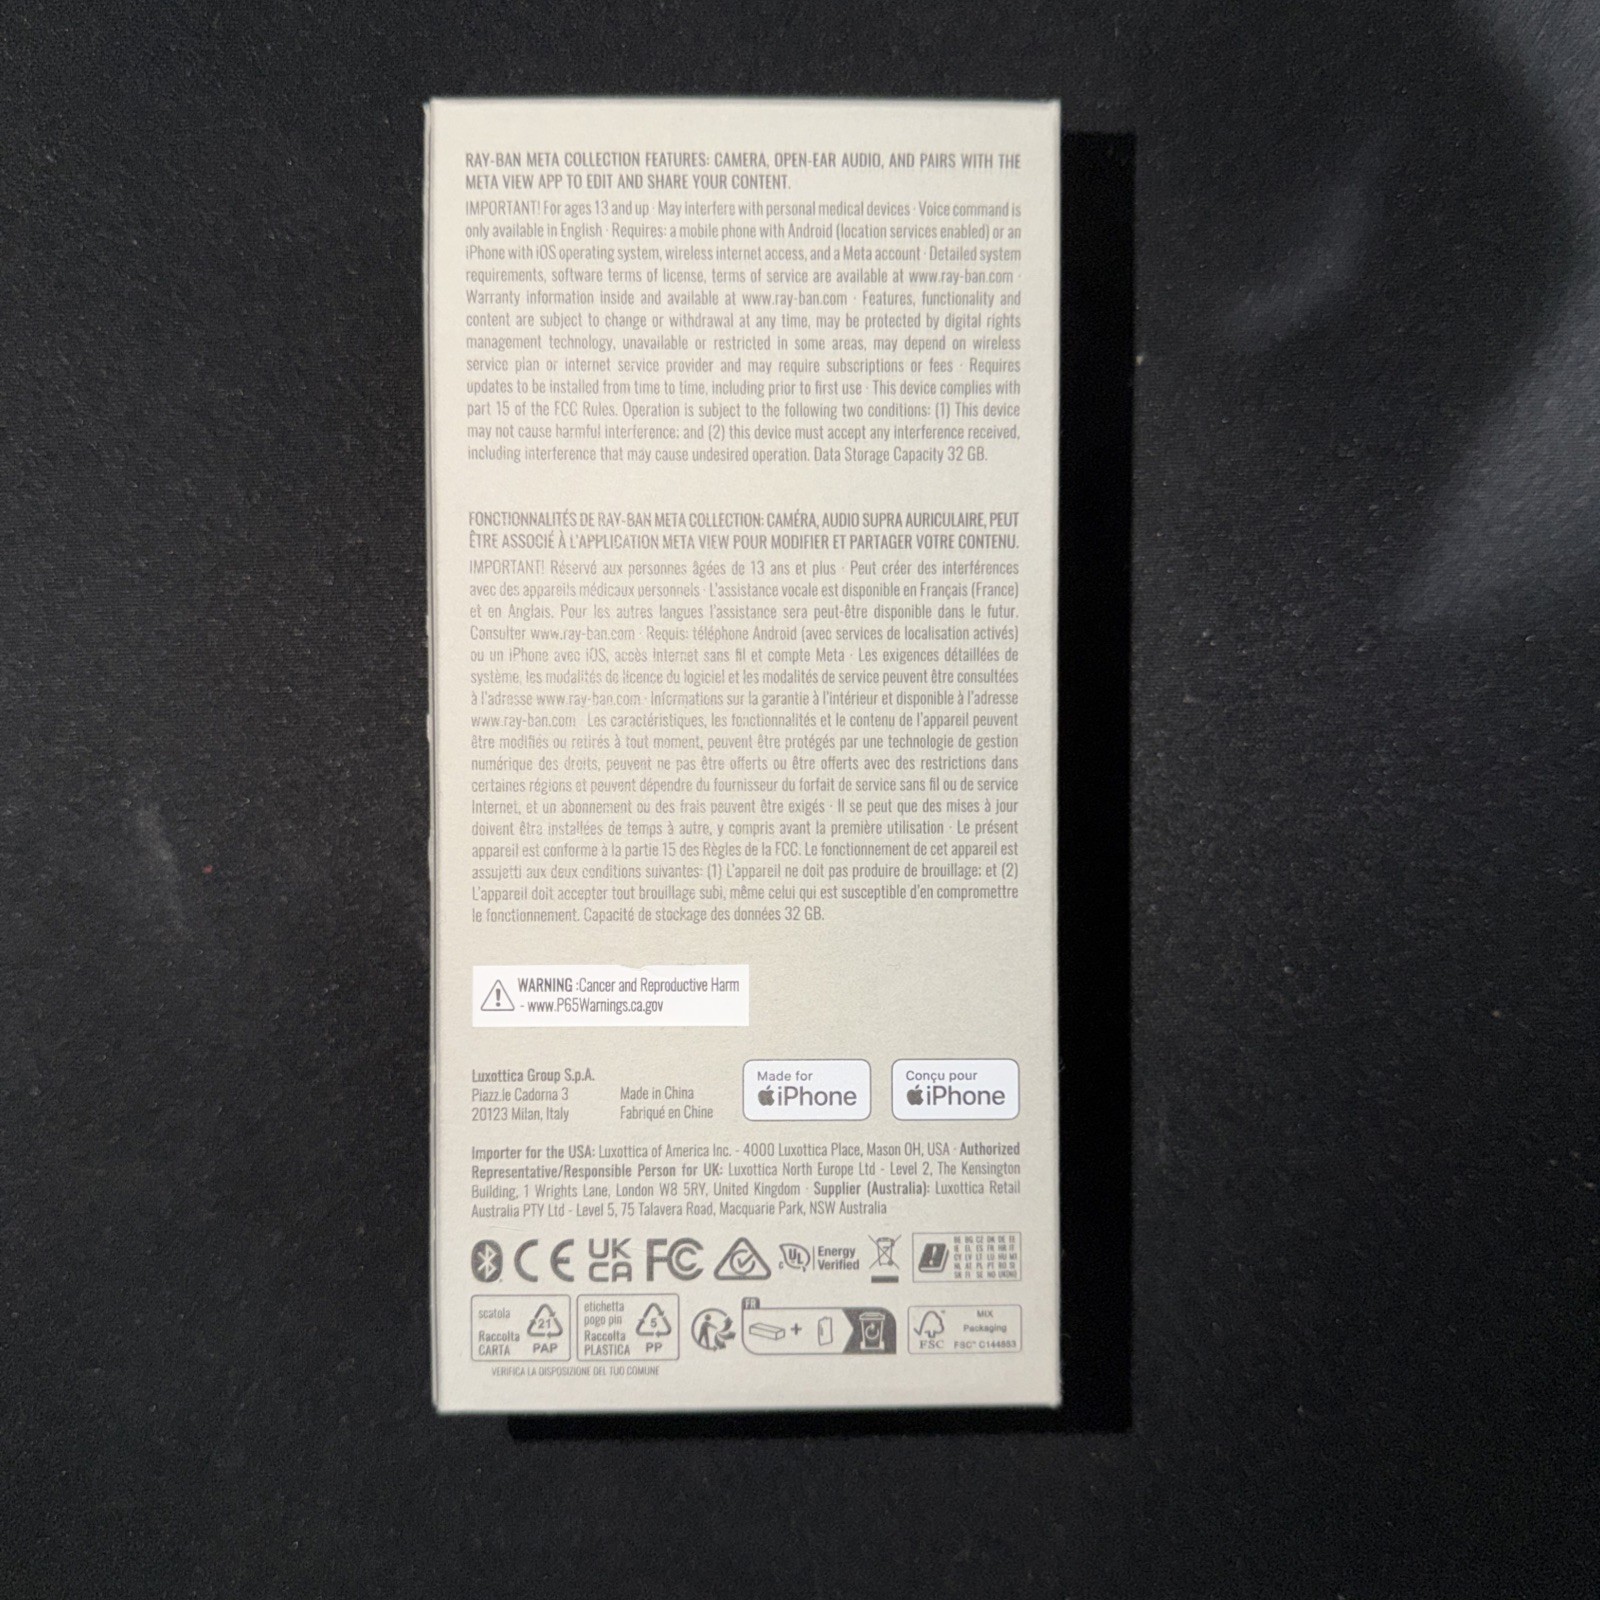 RAY-BAN META COLLECTION FEATURES: CAMERA, OPEN-EAR AUDIO, AND PAIRS WITH THE
META VIEW APP TO EDIT AND SHARE YOUR CONTENT.
IMPORTANT! For ages 13 and up · May interfere with personal medical devices · Voice command is
only available in English · Requires: a mobile phone with Android (location services enabled) or an
iPhone with iOS operating system, wireless internet access, and a Meta account · Detailed system
requirements, software terms of license, terms of service are available at www.ray-ban.com ·
Warranty information inside and available at www.ray-ban.com · Features, functionality and
content are subject to change or withdrawal at any time, may be protected by digital rights
management technology, unavailable or restricted in some areas, may depend on wireless
service plan or internet service provider and may require subscriptions or fees · Requires
updates to be installed from time to time, including prior to first use · This device complies with
part 15 of the FCC Rules. Operation is subject to the following two conditions: (1) This device
may not cause harmful interference; and (2) this device must accept any interference received,
including interference that may cause undesired operation. Data Storage Capacity 32 GB.
FONCTIONNALITÉS DE RAY-BAN META COLLECTION: CAMÉRA, AUDIO SUPRA AURICULAIRE, PEUT
ÊTRE ASSOCIÉ À L'APPLICATION META VIEW POUR MODIFIER ET PARTAGER VOTRE CONTENU.
IMPORTANT! Réservé aux personnes âgées de 13 ans et plus · Peut créer des interférences
avec des appareils médicaux personnels · L'assistance vocale est disponible en Français (France)
et en Anglais. Pour les autres langues l'assistance sera peut-être disponible dans le futur.
Consulter www.ray-ban.com · Requis: téléphone Android (avec services de localisation activés)
ou un iPhone avec iOS, accès Internet sans fil et compte Meta · Les exigences détaillées de
système, les modalités de licence du logiciel et les modalités de service peuvent être consultées
à l'adresse www.ray-ban.com · Informations sur la garantie à l'intérieur et disponible à l'adresse
www.ray-ban.com · Les caractéristiques, les fonctionnalités et le contenu de l'appareil peuvent
être modifiés ou retirés à tout moment, peuvent être protégés par une technologie de gestion
numérique des droits, peuvent ne pas être offerts ou être offerts avec des restrictions dans
certaines régions et peuvent dépendre du fournisseur du forfait de service sans fil ou de service
Internet, et un abonnement ou des frais peuvent être exigés · Il se peut que des mises à jour
doivent être installées de temps à autre, y compris avant la première utilisation · Le présent
appareil est conforme à la partie 15 des Règles de la FCC. Le fonctionnement de cet appareil est
assujetti aux deux conditions suivantes: (1) L'appareil ne doit pas produire de brouillage; et (2)
L'appareil doit accepter tout brouillage subi, même celui qui est susceptible d'en compromettre
le fonctionnement. Capacité de stockage des données 32 GB.
WARNING :Cancer and Reproductive Harm
- www.P65Warnings.ca.gov
Luxottica Group S.p.A.
Piazz.le Cadorna 3
20123 Milan, Italy
Made in China
Fabriqué en Chine
Made for
iPhone
Conçu pour
iPhone
Importer for the USA: Luxottica of America Inc. - 4000 Luxottica Place, Mason OH, USA · Authorized
Representative/Responsible Person for UK: Luxottica North Europe Ltd - Level 2, The Kensington
Building, 1 Wrights Lane, London W8 5RY, United Kingdom · Supplier (Australia): Luxottica Retail
Australia PTY Ltd - Level 5, 75 Talavera Road, Macquarie Park, NSW Australia
CE
UK
CA
FC
c UL
Energy
Verified
scatola
Raccolta
CARTA
21
PAP
etichetta
pogo pin
Raccolta
PLASTICA
5
PP
FR
+
FSC
MIX
Packaging
FSC™ C144853
VERIFICA LA DISPOSIZIONE DEL TUO COMUNE